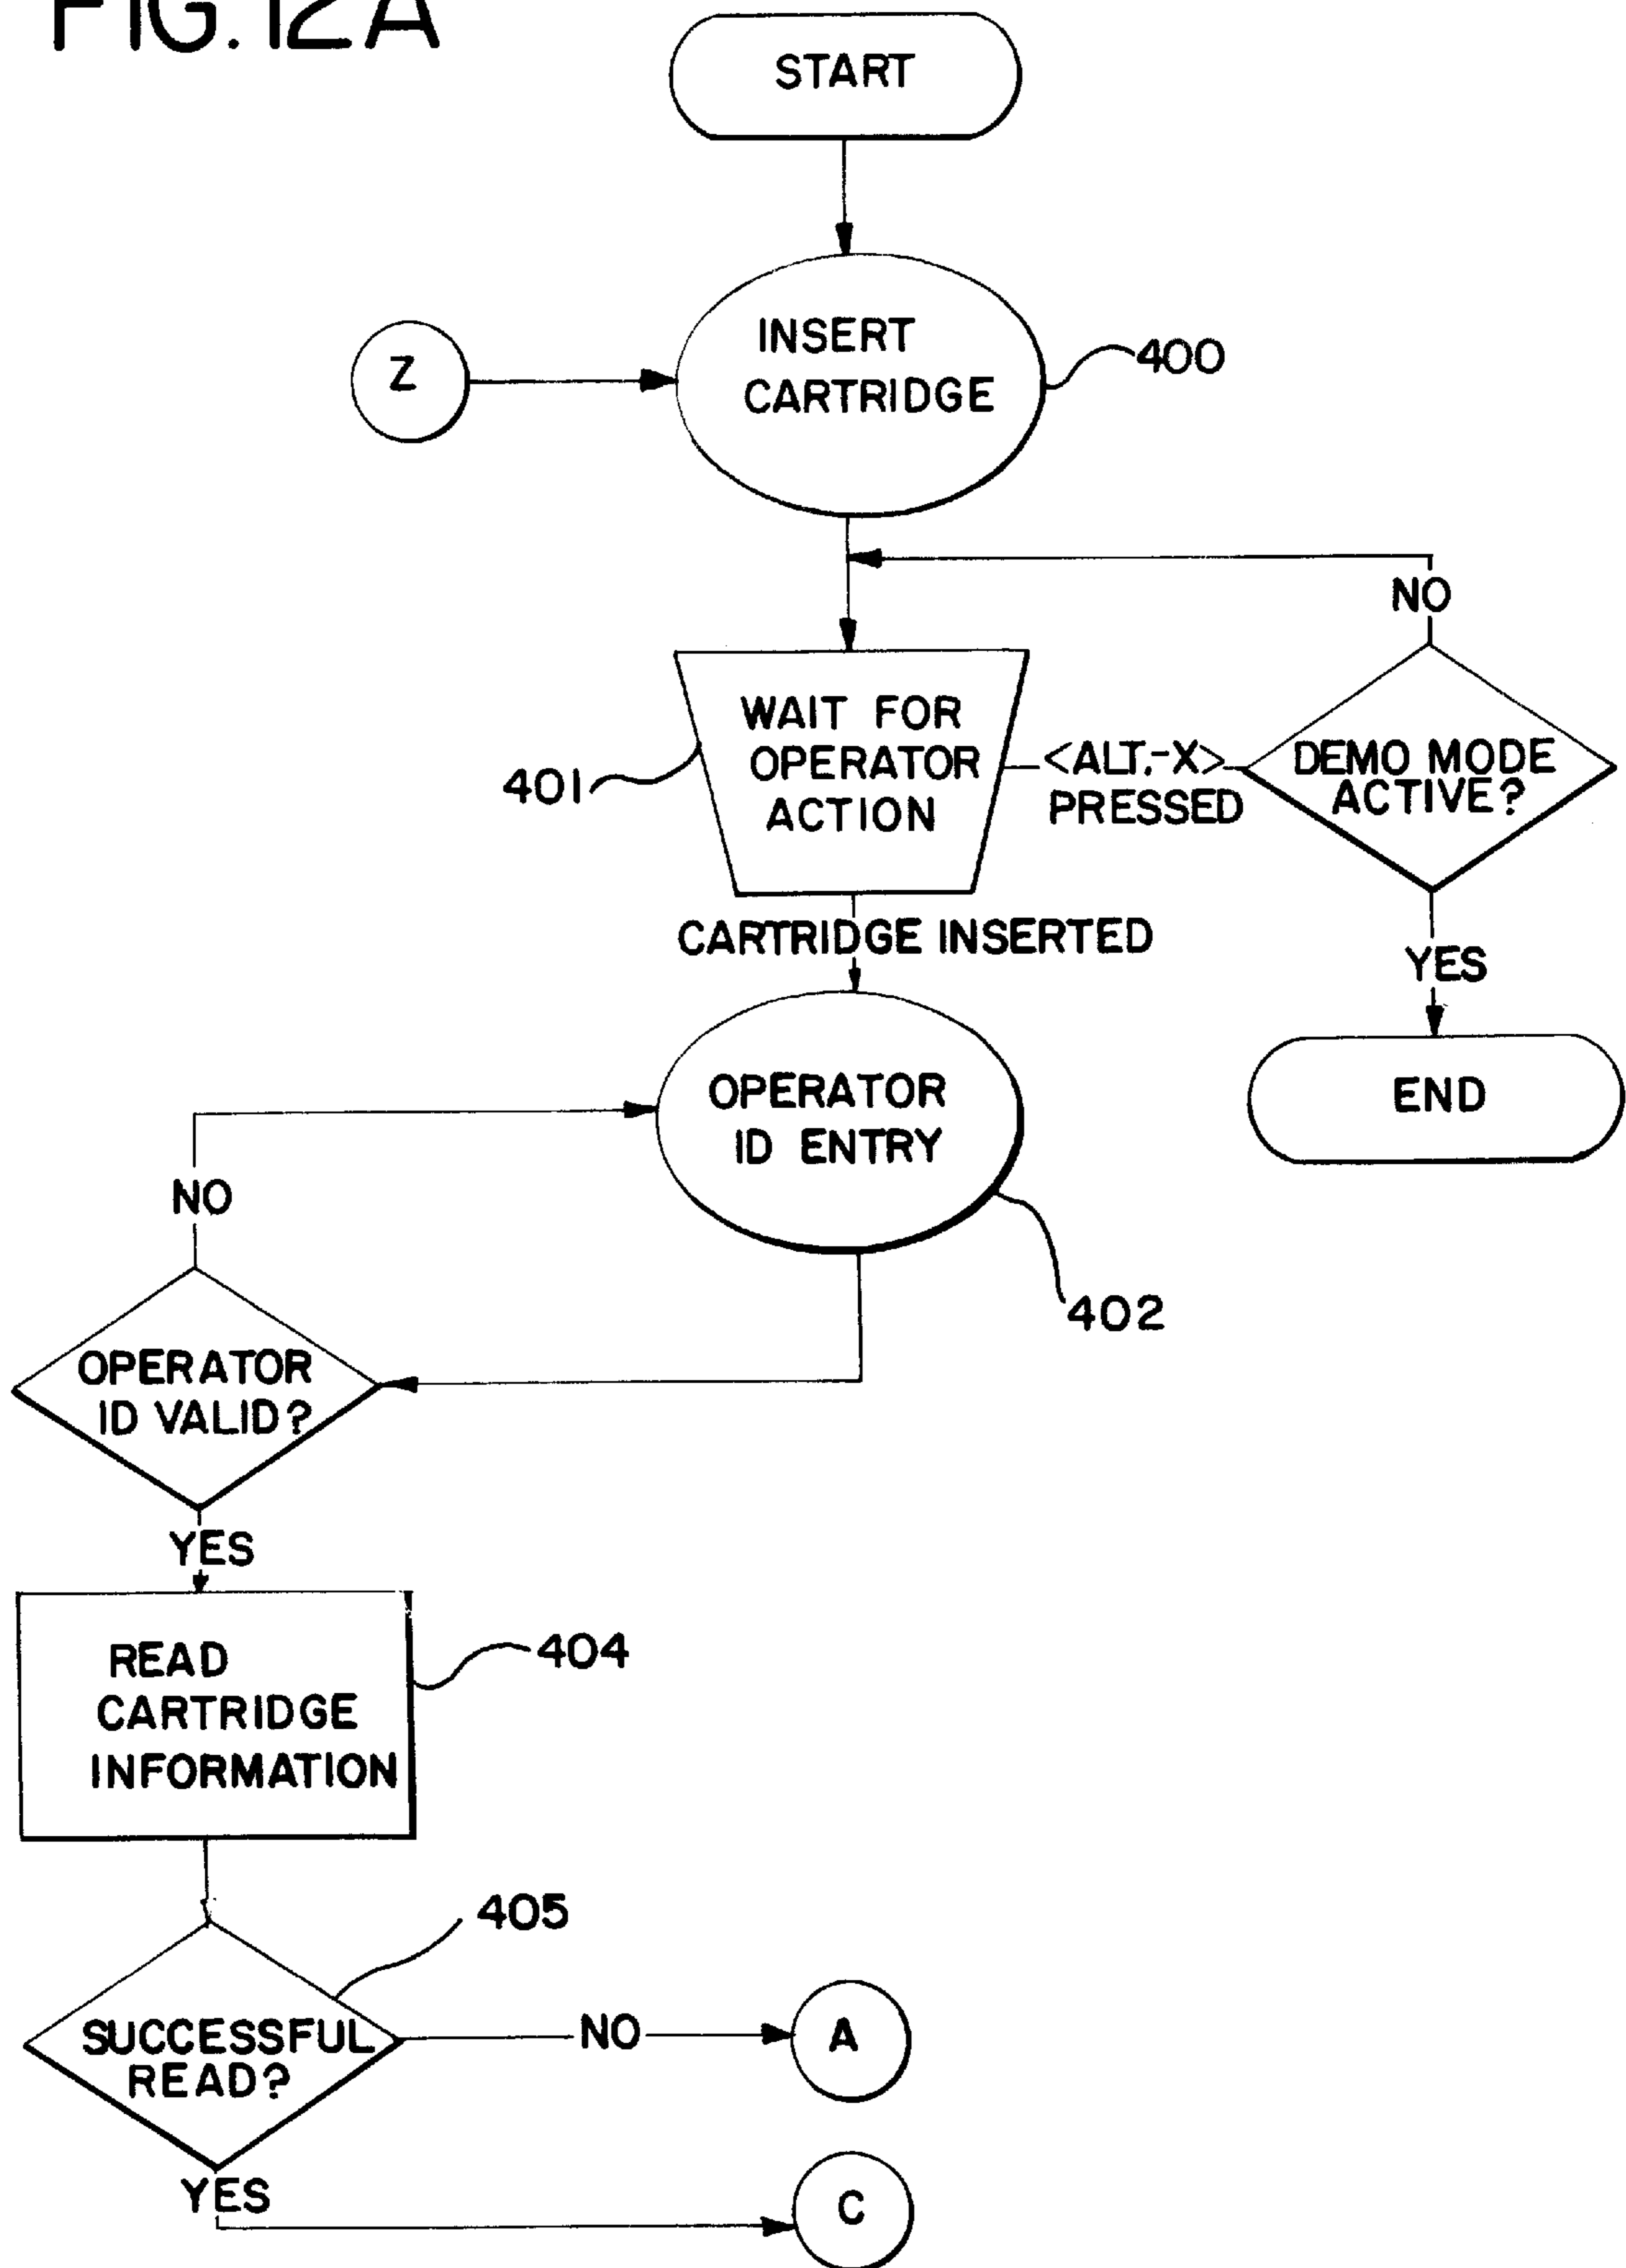 FIG. 12A
START
Z
INSERT
CARTRIDGE
400
NO
WAIT FOR
OPERATOR
ACTION
401
<ALT.-X>
PRESSED
DEMO MODE
ACTIVE?
CARTRIDGE INSERTED
YES
END
OPERATOR
ID ENTRY
402
NO
OPERATOR
ID VALID?
YES
READ
CARTRIDGE
INFORMATION
404
405
SUCCESSFUL
READ?
NO
A
YES
C